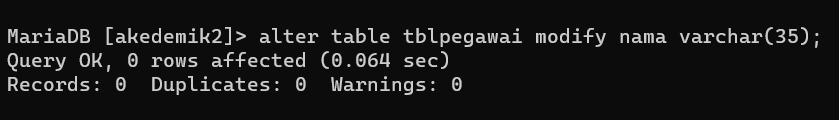 MariaDB [akedemik2]> alter table tblpegawai modify nama varchar(35);
Query OK, 0 rows affected (0.064 sec)
Records: 0  Duplicates: 0  Warnings: 0